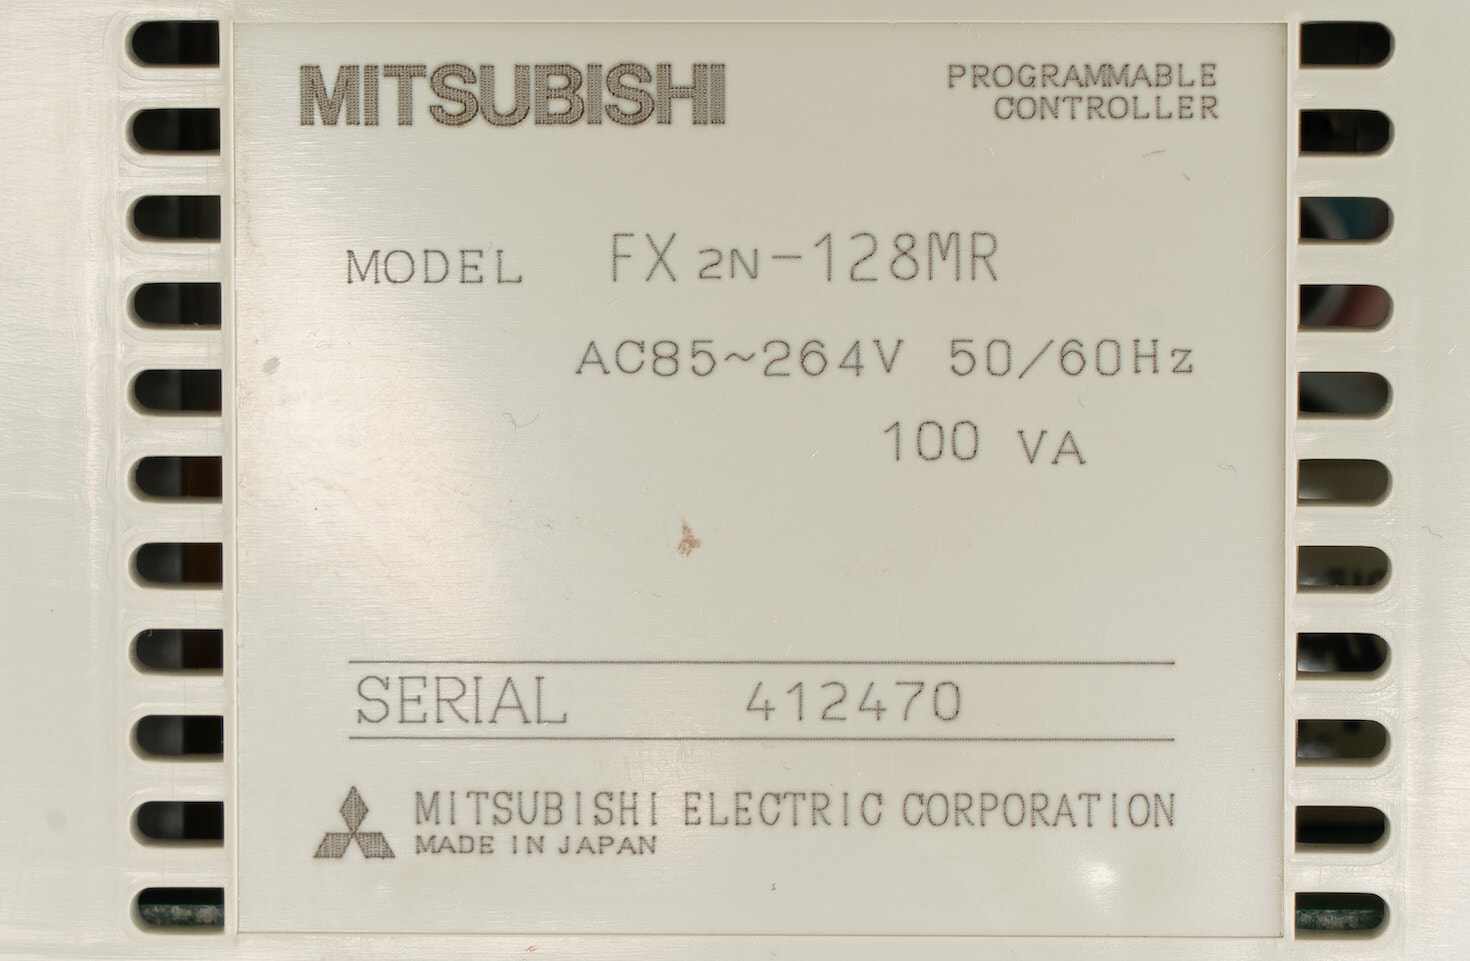 MITSUBISHI
PROGRAMMABLE
CONTROLLER
MODEL FX2N-128MR
AC85~264V 50/60Hz
100 VA
SERIAL 412470
MITSUBISHI ELECTRIC CORPORATION
MADE IN JAPAN